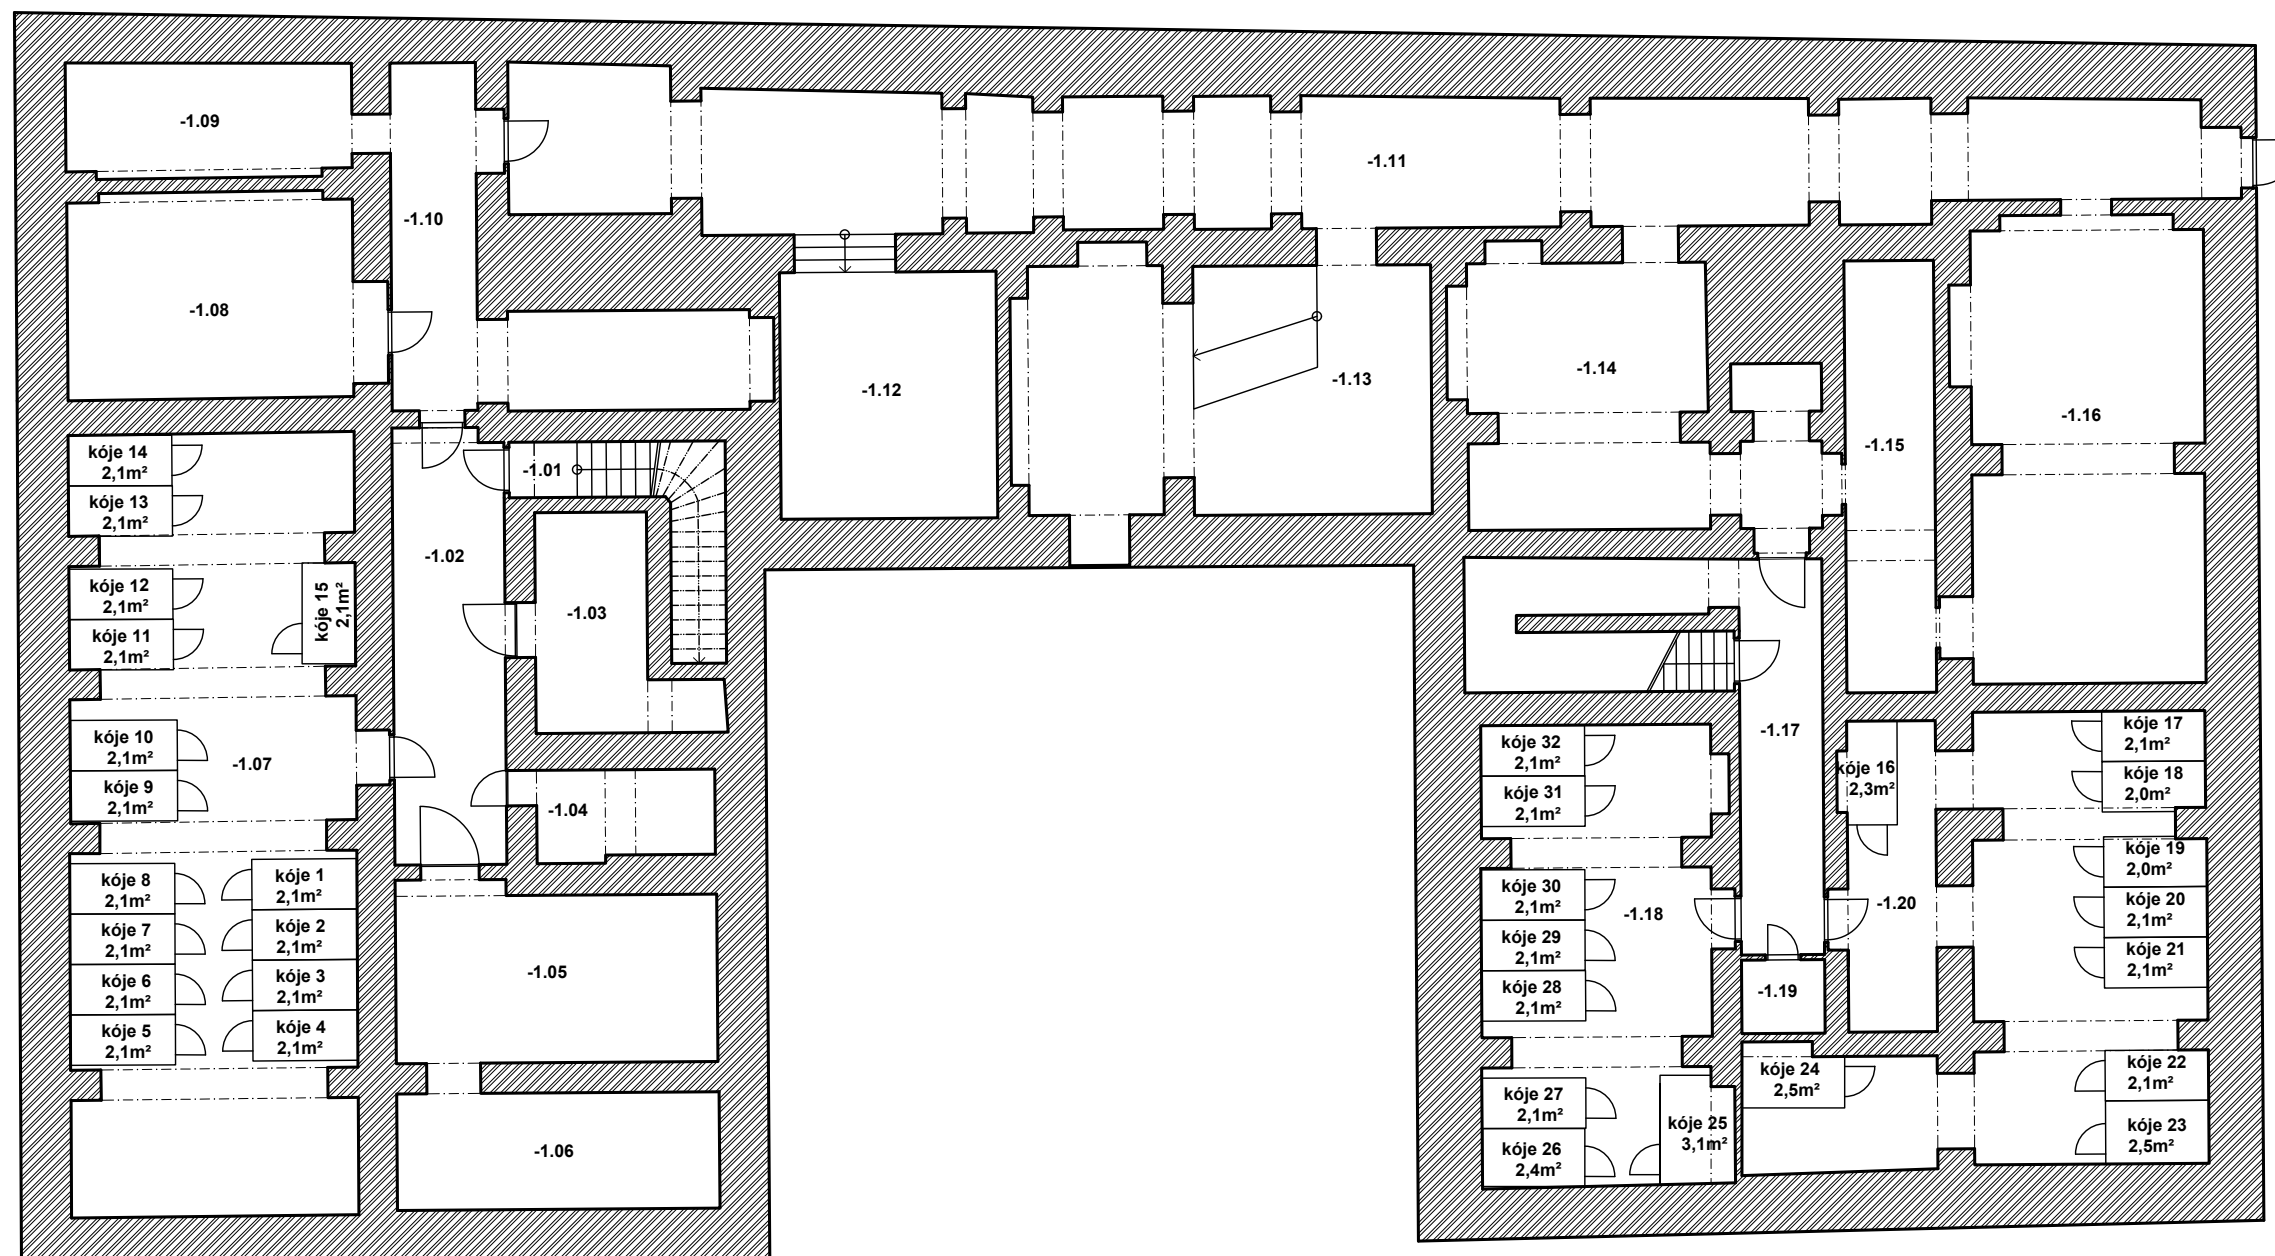 -1.09
-1.10
-1.11
-1.08
-1.12
-1.13
-1.14
-1.15
-1.16
kóje 14
2,1m²
kóje 13
2,1m²
-1.01
-1.02
kóje 12
2,1m²
kóje 11
2,1m²
kóje 15
2,1m²
-1.03
kóje 10
2,1m²
kóje 9
2,1m²
-1.07
-1.04
kóje 8
2,1m²
kóje 7
2,1m²
kóje 6
2,1m²
kóje 5
2,1m²
kóje 1
2,1m²
kóje 2
2,1m²
kóje 3
2,1m²
kóje 4
2,1m²
-1.05
-1.06
-1.17
kóje 32
2,1m²
kóje 31
2,1m²
kóje 30
2,1m²
kóje 29
2,1m²
kóje 28
2,1m²
-1.18
kóje 27
2,1m²
kóje 26
2,4m²
kóje 25
3,1m²
kóje 16
2,3m²
-1.20
-1.19
kóje 24
2,5m²
kóje 17
2,1m²
kóje 18
2,0m²
kóje 19
2,0m²
kóje 20
2,1m²
kóje 21
2,1m²
kóje 22
2,1m²
kóje 23
2,5m²